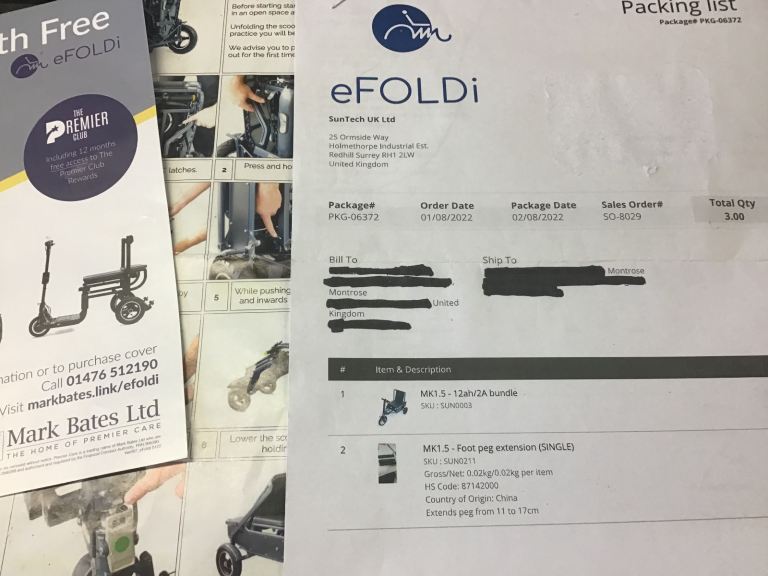 th Free
eFOLDi
THE
PREMIER
CLUB
Including 12 months
free access to The
Premier Club
Rewards
ation or to purchase cover
Call 01476 512190
Visit markbates.link/efoldi
Mark Bates Ltd
THE HOME OF PREMIER CARE
Before starting
in an open space a
Unfolding the scoo
practice you will be
We advise you to p
out for the first time
latches.
2
Press and ho
by
5
While pushing
and inwards
6
Lower the sco
holdin
Packing list
Package# PKG-06372
eFOLDi
SunTech UK Ltd
25 Ormside Way
Holmethorpe Industrial Est.
Redhill Surrey RH1 2LW
United Kingdom
Package# Order Date Package Date Sales Order# Total Qty
PKG-06372 01/08/2022 02/08/2022 SO-8029 3.00
Bill To
Montrose
United
Kingdom
Ship To
Montrose
# Item & Description
1 MK1.5 - 12ah/2A bundle
SKU : SUN0003
2 MK1.5 - Foot peg extension (SINGLE)
SKU : SUN0211
Gross/Net: 0.02kg/0.02kg per item
HS Code: 87142000
Country of Origin: China
Extends peg from 11 to 17cm